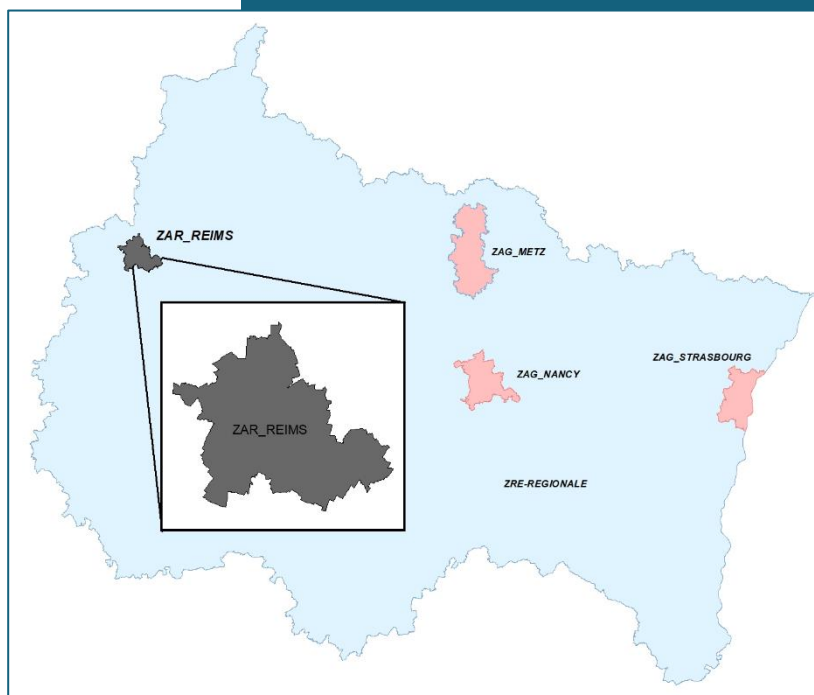 ZAR_REIMS
ZAG_METZ
ZAG_STRASBOURG
ZAG_NANCY
ZAR_REIMS
ZRE-REGIONALE